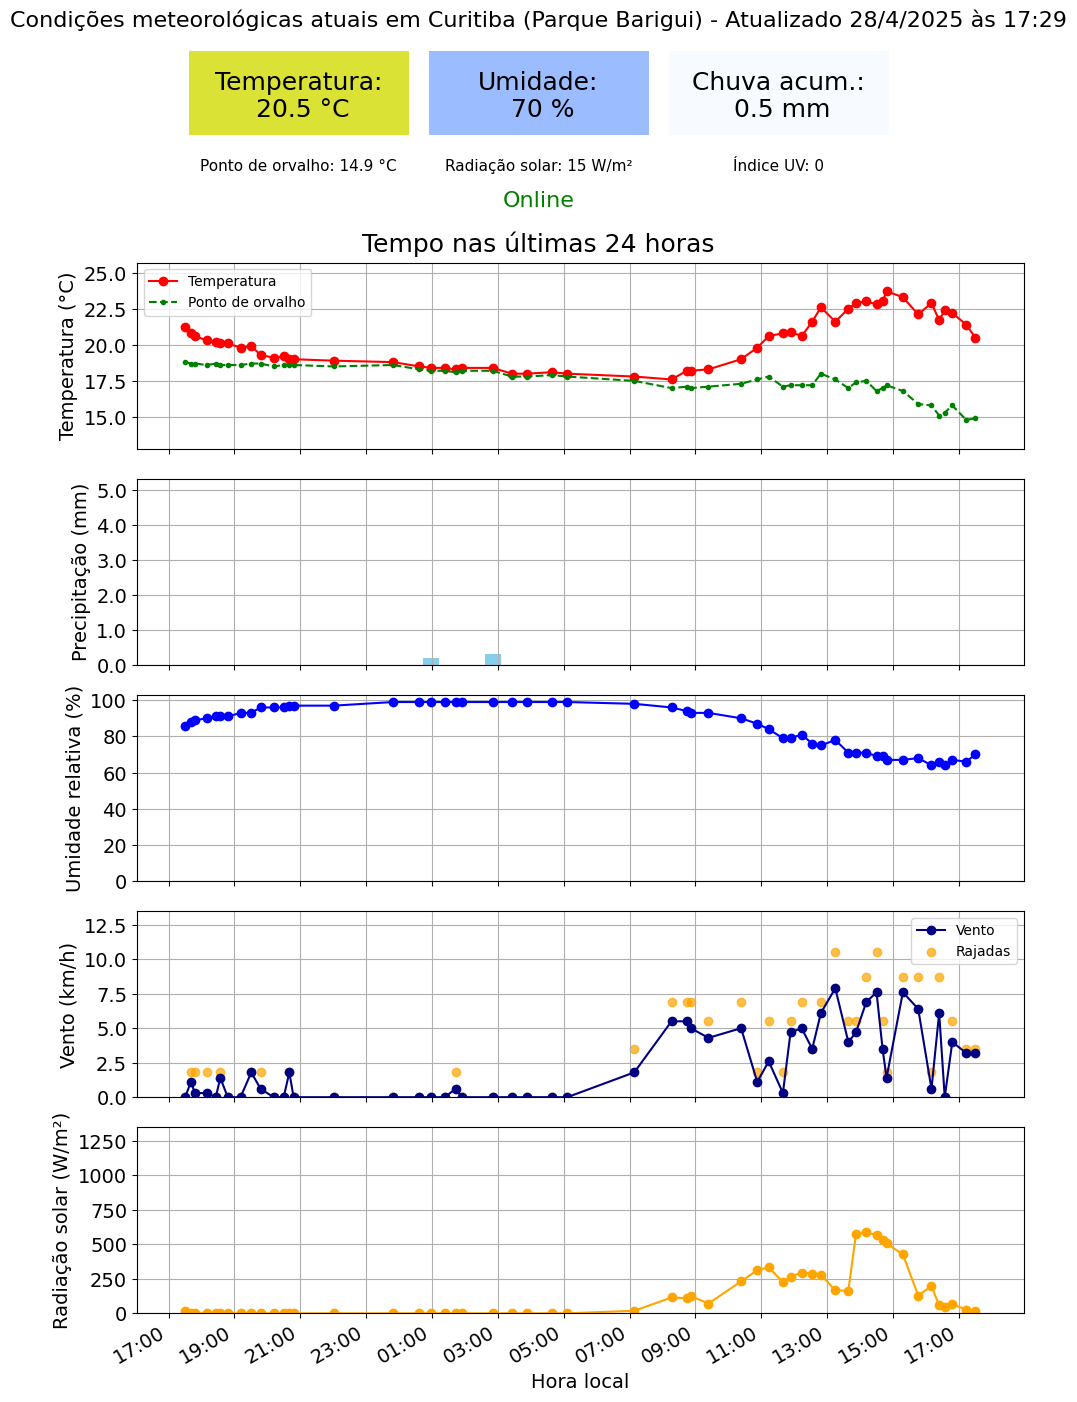 Condições meteorológicas atuais em Curitiba (Parque Barigui) - Atualizado 28/4/2025 às 17:29
Temperatura:
20.5 °C
Umidade:
70 %
Chuva acum.:
0.5 mm
Ponto de orvalho: 14.9 °C
Radiação solar: 15 W/m²
Índice UV: 0
Online
Tempo nas últimas 24 horas
Temperatura (°C)
25.0
22.5
20.0
17.5
15.0
Temperatura
Ponto de orvalho
Precipitação (mm)
5.0
4.0
3.0
2.0
1.0
0.0
Umidade relativa (%)
100
80
60
40
20
0
Vento (km/h)
12.5
10.0
7.5
5.0
2.5
0.0
Vento
Rajadas
Radiação solar (W/m²)
1250
1000
750
500
250
0
17:00
19:00
21:00
23:00
01:00
03:00
05:00
07:00
09:00
11:00
13:00
15:00
17:00
Hora local